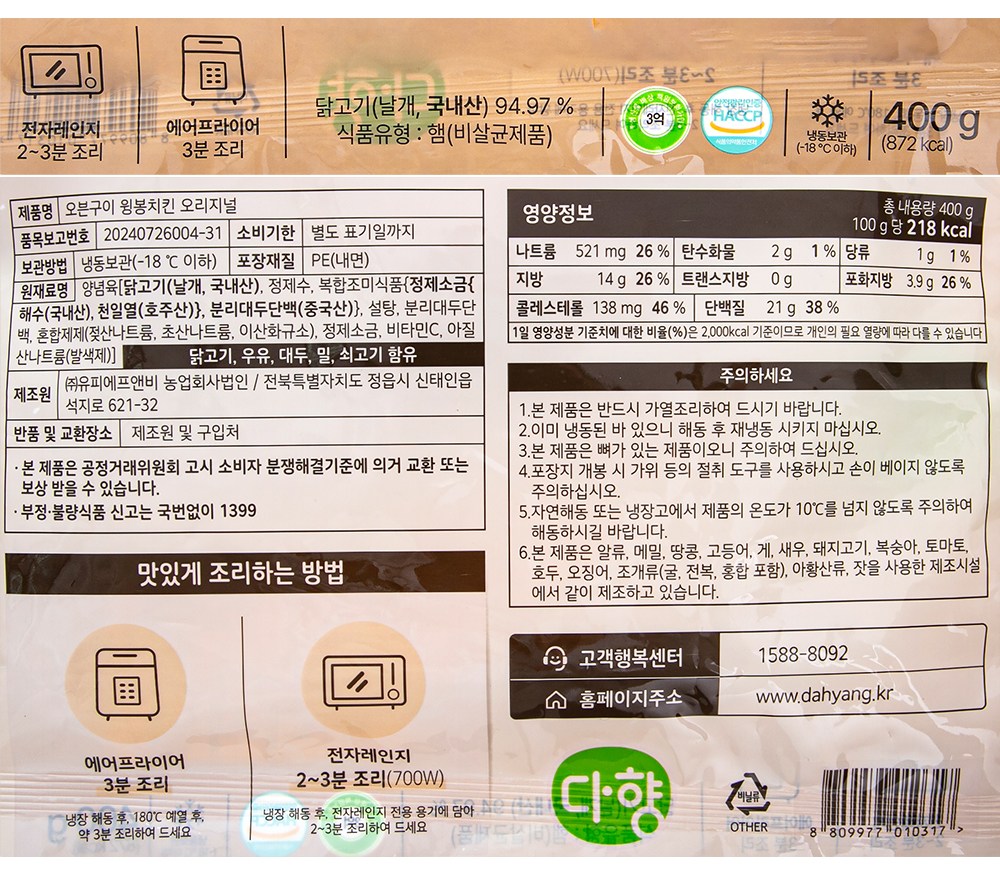 전자레인지
2~3분 조리
에어프라이어
3분 조리
닭고기(날개, 국내산) 94.97 %
식품유형 : 햄(비살균제품)
3억
안전관리인증
HACCP
식품의약품안전처
냉동보관
(-18 °C 이하)
400 g
(872 kcal)
제품명 오븐구이 윙봉치킨 오리지널
품목보고번호 20240726004-31 소비기한 별도 표기일까지
보관방법 냉동보관(-18 ℃ 이하) 포장재질 PE(내면)
원재료명 양념육[닭고기(날개, 국내산), 정제수, 복합조미식품{정제소금{
해수(국내산), 천일염(호주산)}, 분리대두단백(중국산)}, 설탕, 분리대두단
백, 혼합제제(젖산나트륨, 초산나트륨, 이산화규소), 정제소금, 비타민C, 아질
산나트륨(발색제)] 닭고기, 우유, 대두, 밀, 쇠고기 함유
제조원 ㈜유피에프앤비 농업회사법인 / 전북특별자치도 정읍시 신태인읍
석지로 621-32
반품 및 교환장소 제조원 및 구입처
· 본 제품은 공정거래위원회 고시 소비자 분쟁해결기준에 의거 교환 또는
보상 받을 수 있습니다.
· 부정·불량식품 신고는 국번없이 1399
맛있게 조리하는 방법
에어프라이어
3분 조리
냉장 해동 후, 180℃ 예열 후,
약 3분 조리하여 드세요
전자레인지
2~3분 조리(700W)
냉장 해동 후, 전자레인지 전용 용기에 담아
2~3분 조리하여 드세요
영양정보 총 내용량 400 g
100 g 당 218 kcal
나트륨 521 mg 26 % 탄수화물 2 g 1 % 당류 1 g 1 %
지방 14 g 26 % 트랜스지방 0 g 포화지방 3.9 g 26 %
콜레스테롤 138 mg 46 % 단백질 21 g 38 %
1일 영양성분 기준치에 대한 비율(%)은 2,000kcal 기준이므로 개인의 필요 열량에 따라 다를 수 있습니다
주의하세요
1.본 제품은 반드시 가열조리하여 드시기 바랍니다.
2.이미 냉동된 바 있으니 해동 후 재냉동 시키지 마십시오.
3.본 제품은 뼈가 있는 제품이오니 주의하여 드십시오.
4.포장지 개봉 시 가위 등의 절취 도구를 사용하시고 손이 베이지 않도록
주의하십시오.
5.자연해동 또는 냉장고에서 제품의 온도가 10℃를 넘지 않도록 주의하여
해동하시길 바랍니다.
6.본 제품은 알류, 메밀, 땅콩, 고등어, 게, 새우, 돼지고기, 복숭아, 토마토,
호두, 오징어, 조개류(굴, 전복, 홍합 포함), 아황산류, 잣을 사용한 제조시설
에서 같이 제조하고 있습니다.
고객행복센터 1588-8092
홈페이지주소 www.dahyang.kr
다향
비닐류
OTHER
8 809977 010317 >